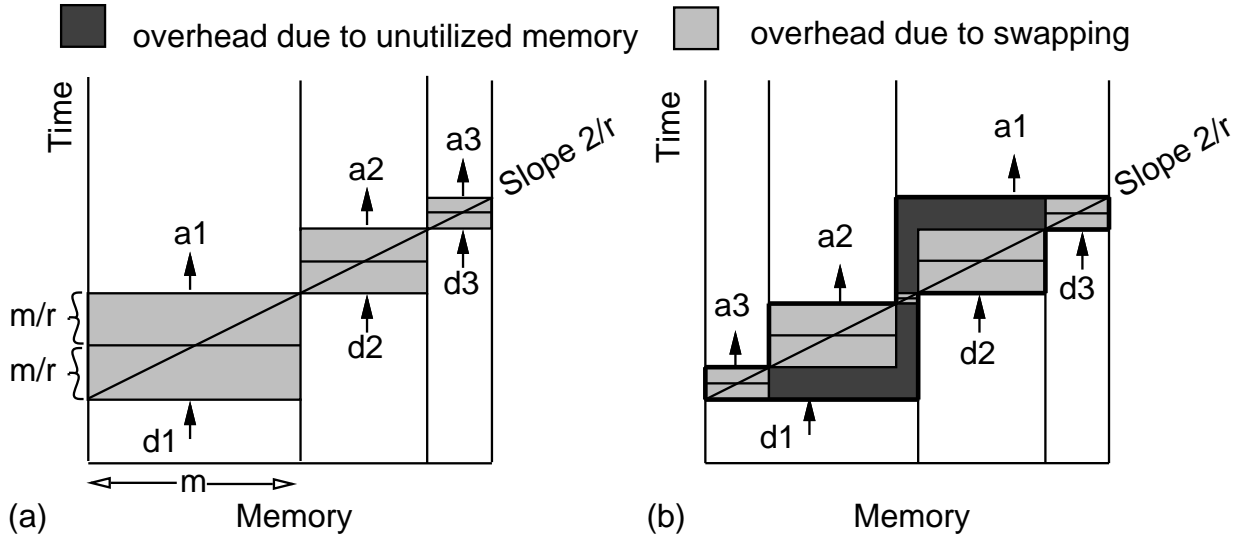 overhead due to unutilized memory
overhead due to swapping
Time
a1
a2
a3
Slope 2/r
m/r
m/r
d1
d2
d3
m
(a)
Memory
Time
a3
a2
a1
Slope 2/r
d1
d2
d3
(b)
Memory